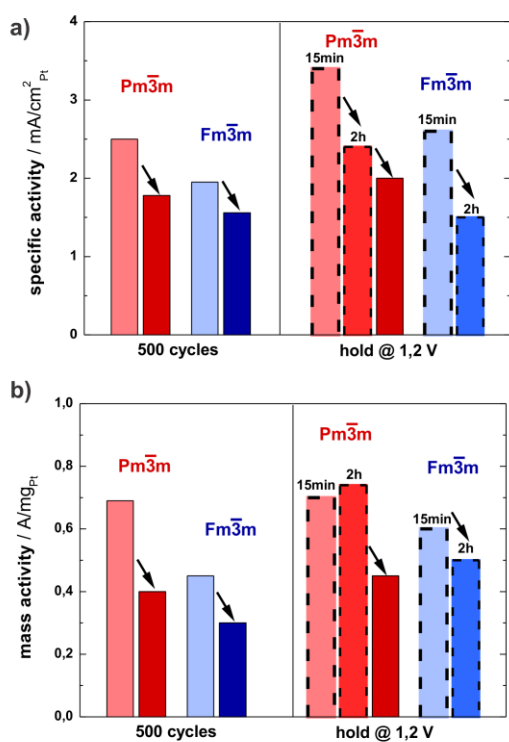 a)
specific activity / mA/cm²Pt
4
3
2
1
0
Pm3̅m
Fm3̅m
Pm3̅m
Fm3̅m
15min
2h
15min
2h
500 cycles
hold @ 1,2 V
b)
mass activity / A/mgPt
1,0
0,8
0,6
0,4
0,2
0,0
Pm3̅m
Fm3̅m
Pm3̅m
Fm3̅m
15min
2h
15min
2h
500 cycles
hold @ 1,2 V